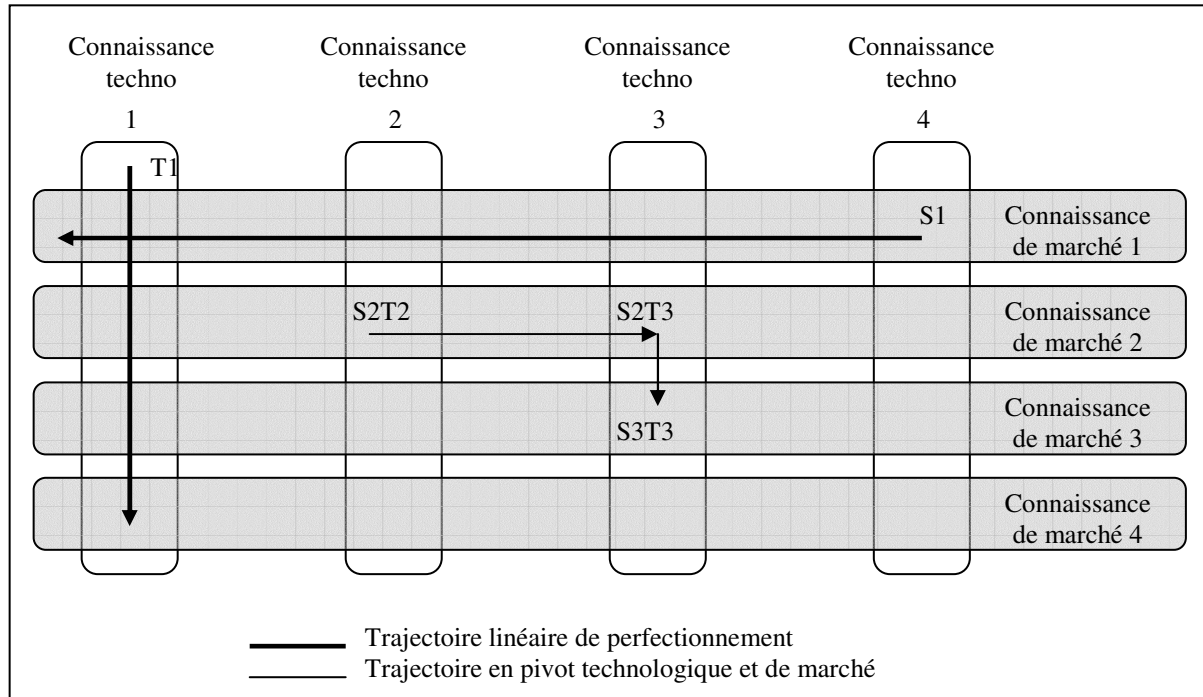 Connaissance techno 1
Connaissance techno 2
Connaissance techno 3
Connaissance techno 4
T1
S1
Connaissance
de marché 1
S2T2
S2T3
Connaissance
de marché 2
S3T3
Connaissance
de marché 3
Connaissance
de marché 4
Trajectoire linéaire de perfectionnement
Trajectoire en pivot technologique et de marché